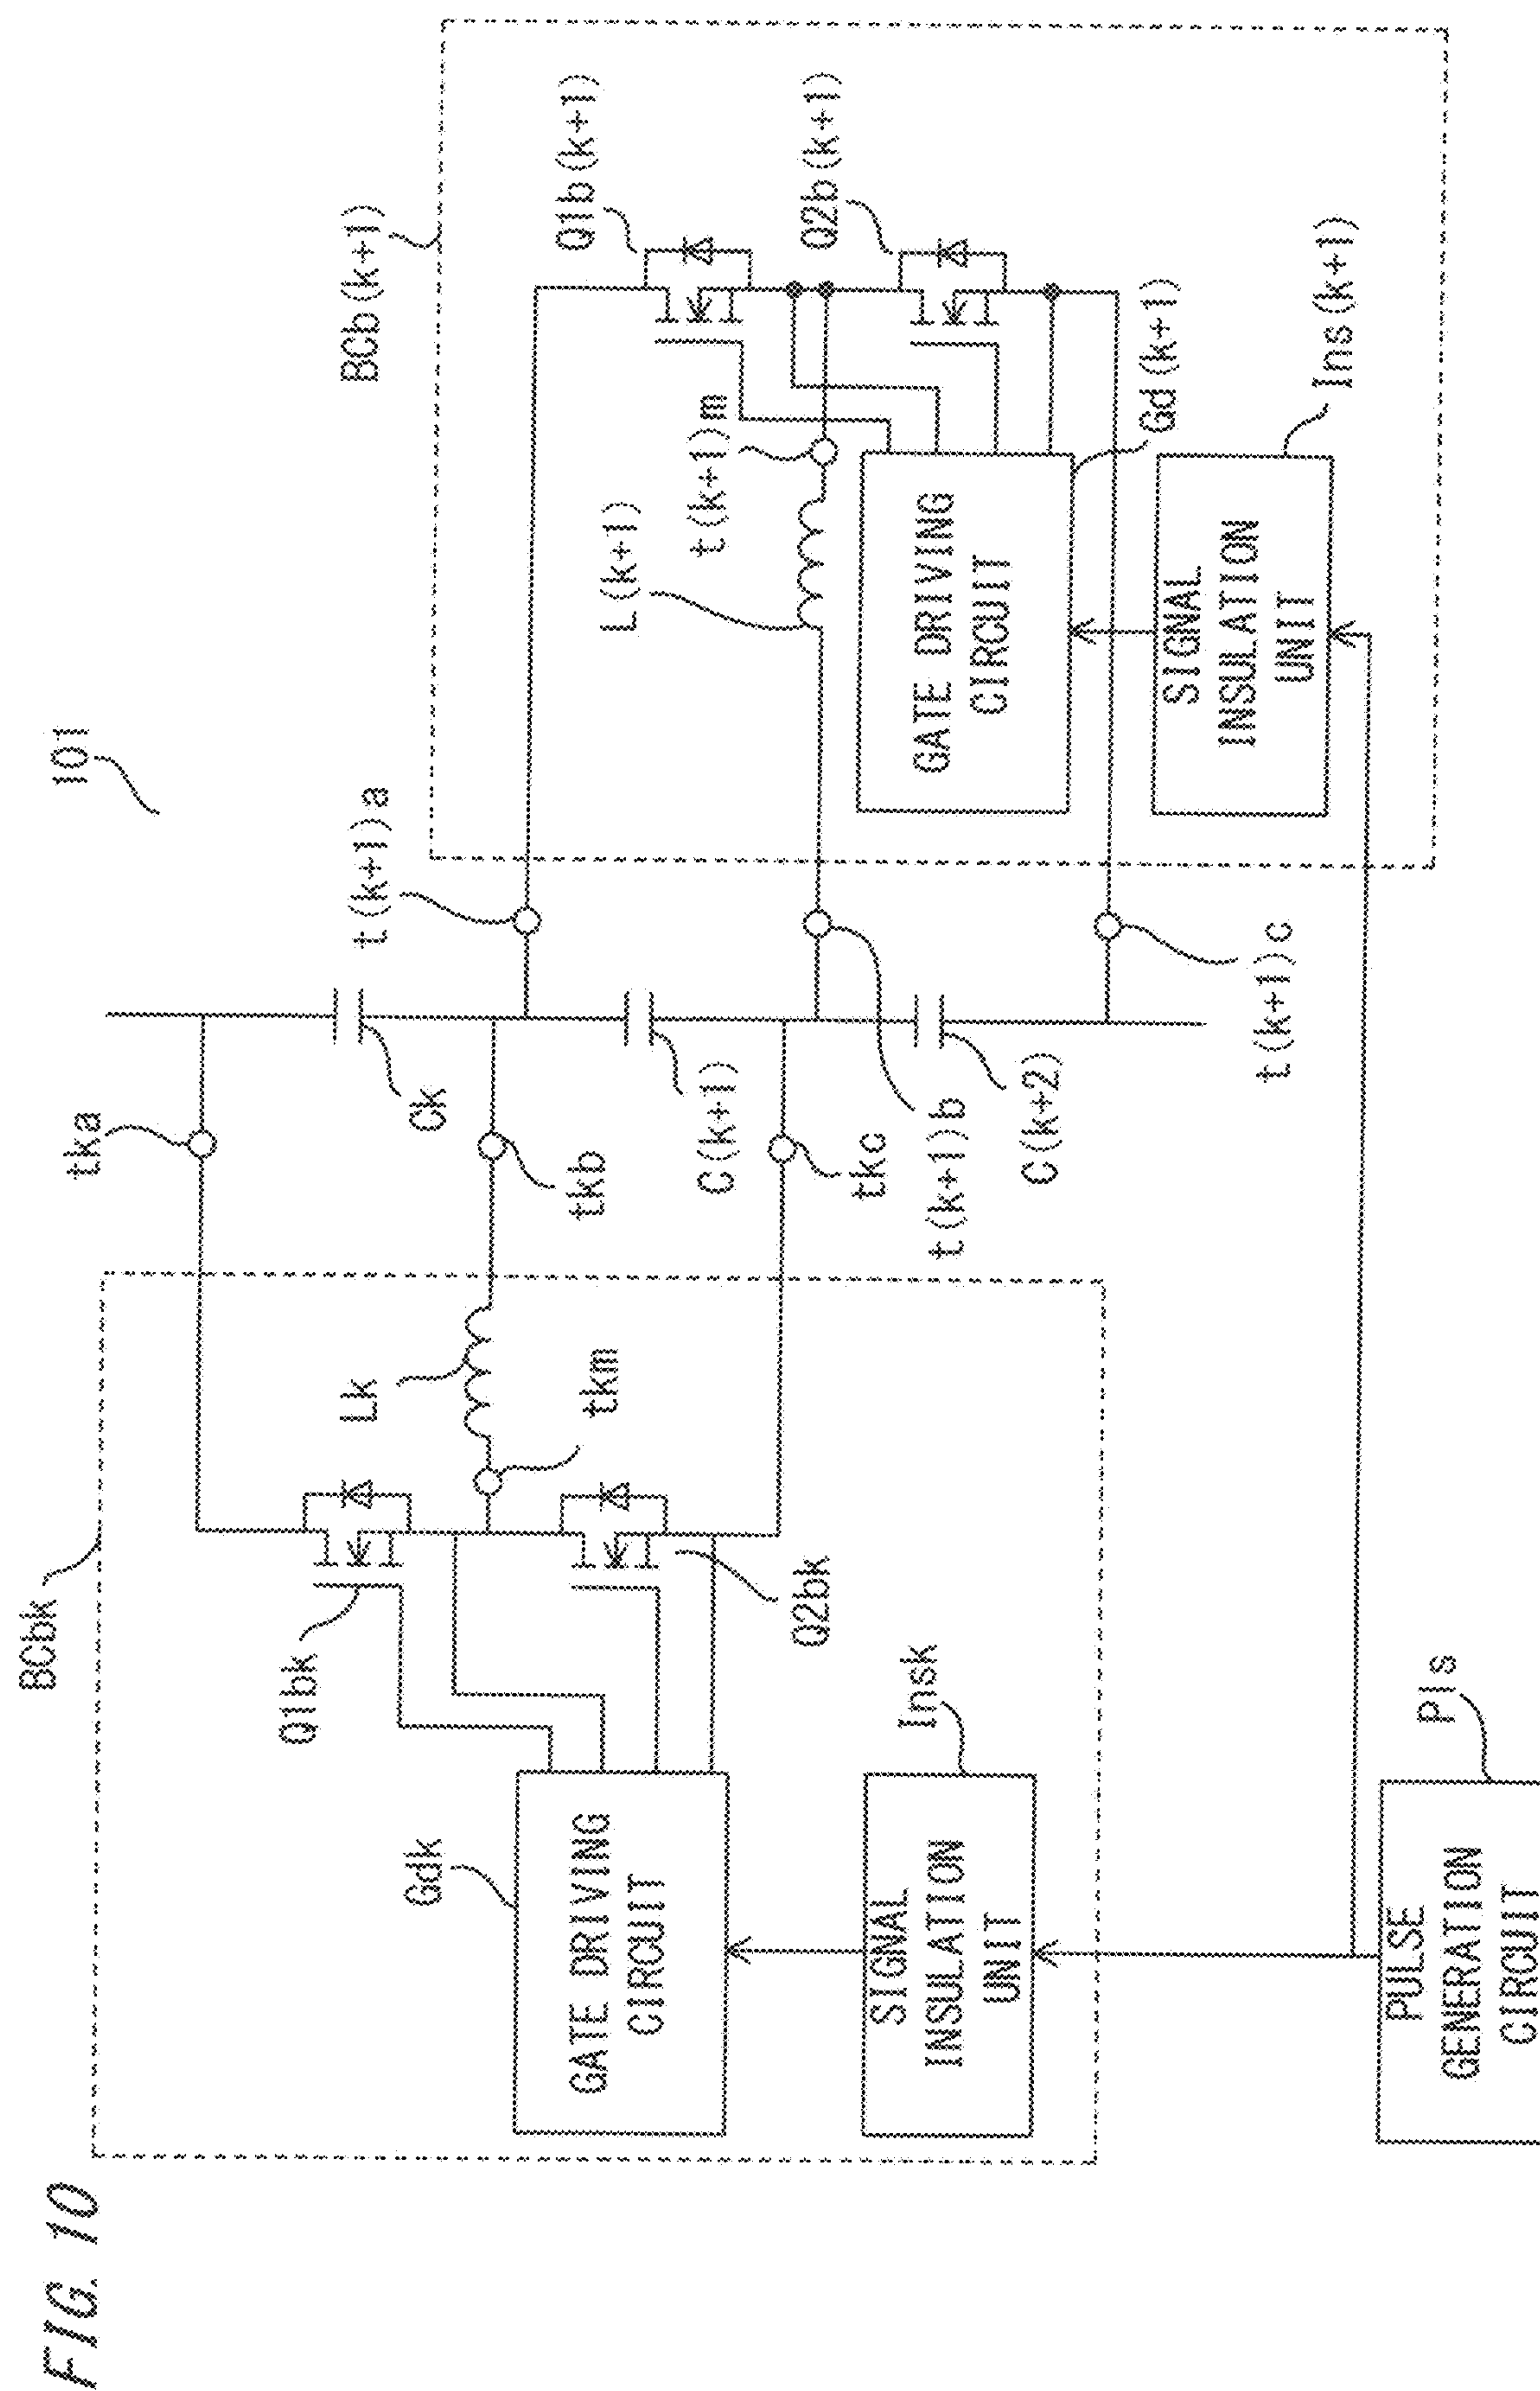 FIG. 10
101
BCbk
tka
Q1bk
Lk
Ck
tkb
tkm
Gdk
GATE DRIVING
CIRCUIT
Q2bk
C(k+1)
tkc
t(k+1)b
C(k+2)
Insk
SIGNAL
INSULATION
UNIT
Pls
PULSE
GENERATION
CIRCUIT
BCb(k+1)
t(k+1)a
Q1b(k+1)
L(k+1)
t(k+1)m
Q2b(k+1)
GATE DRIVING
CIRCUIT
Gd(k+1)
t(k+1)c
SIGNAL
INSULATION
UNIT
Ins(k+1)